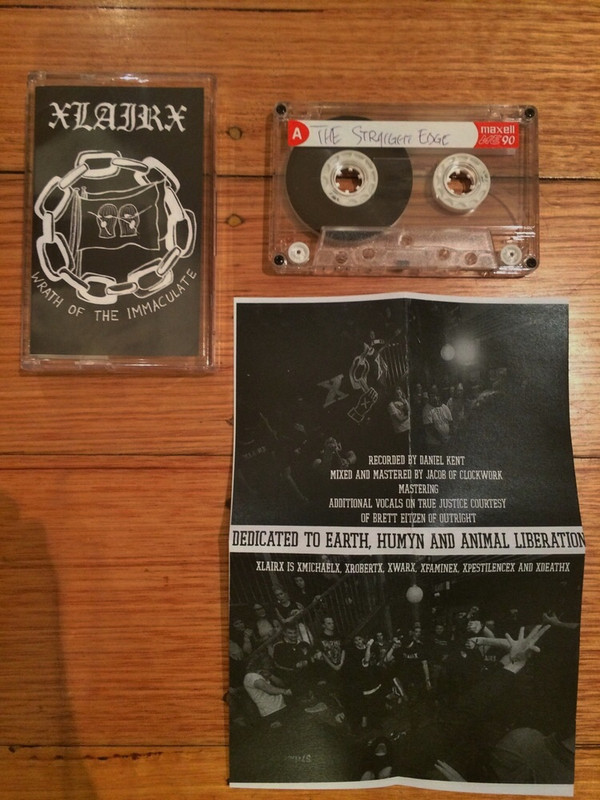 XLAIRX
WRATH OF THE IMMACULATE
A THE STRAIGHT EDGE
maxell
90
RECORDED BY DANIEL KENT
MIXED AND MASTERED BY JACOB OF CLOCKWORK
MASTERING
ADDITIONAL VOCALS ON TRUE JUSTICE COURTESY
OF BRETT EITZEN OF OUTRIGHT
DEDICATED TO EARTH, HUMYN AND ANIMAL LIBERATION
XLAIRX IS XMICHAELX, XROBERTX, XWARX, XFAMINEX, XPESTILENCEX AND XDEATHX